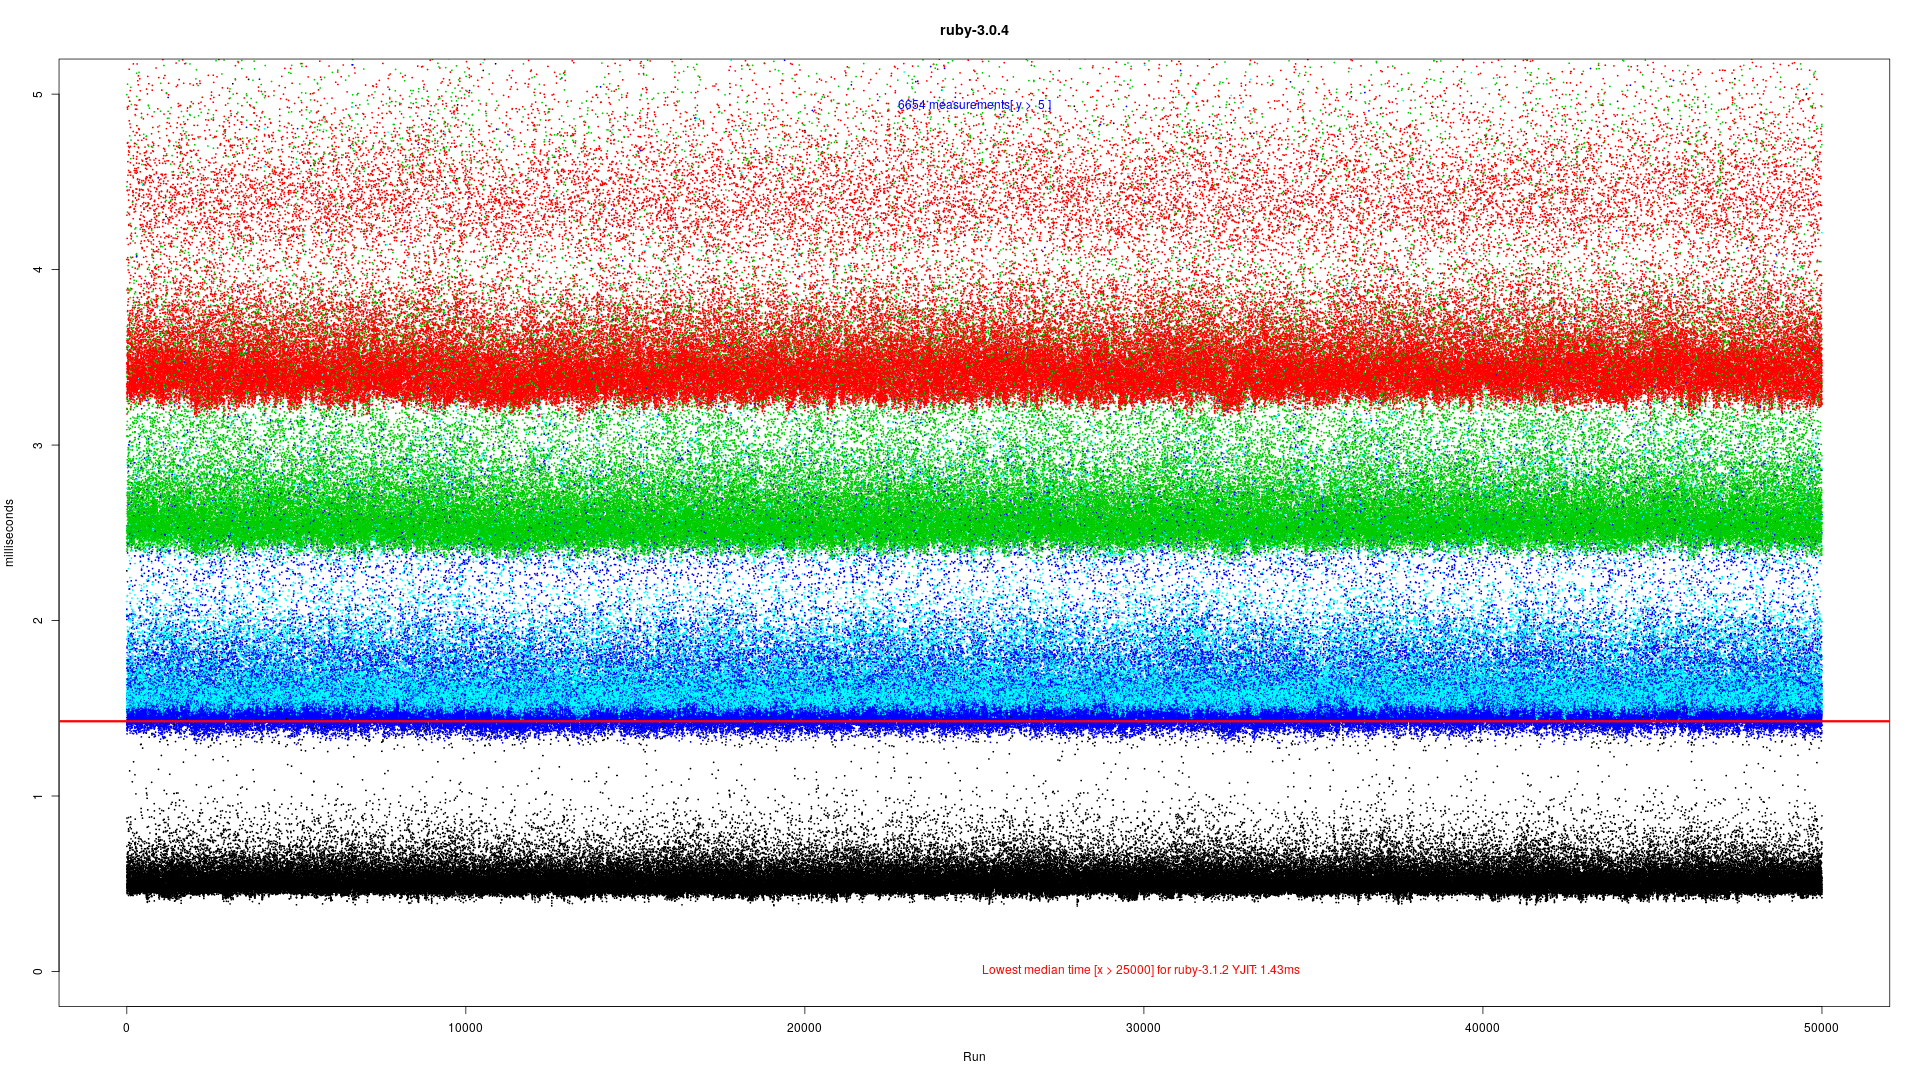 ruby-3.0.4
6654 measurements[ y > 5 ]
5
4
3
2
1
0
milliseconds
Lowest median time [x > 25000] for ruby-3.1.2 YJIT: 1.43ms
0 10000 20000 30000 40000 50000
Run